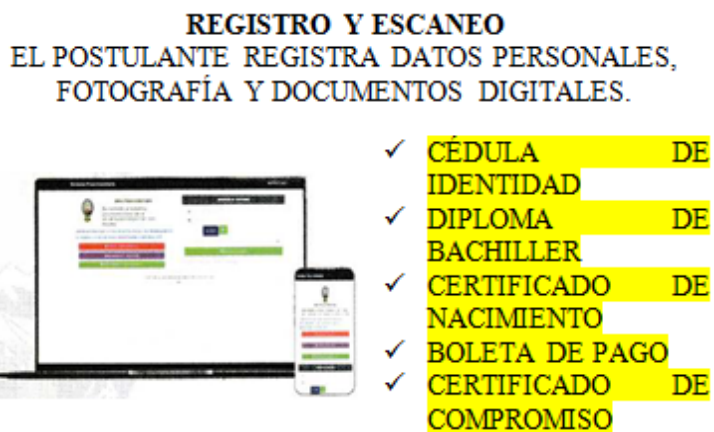 REGISTRO Y ESCANEO
EL POSTULANTE REGISTRA DATOS PERSONALES,
FOTOGRAFÍA Y DOCUMENTOS DIGITALES.
✓ CÉDULA DE
IDENTIDAD
✓ DIPLOMA DE
BACHILLER
✓ CERTIFICADO DE
NACIMIENTO
✓ BOLETA DE PAGO
✓ CERTIFICADO DE
COMPROMISO